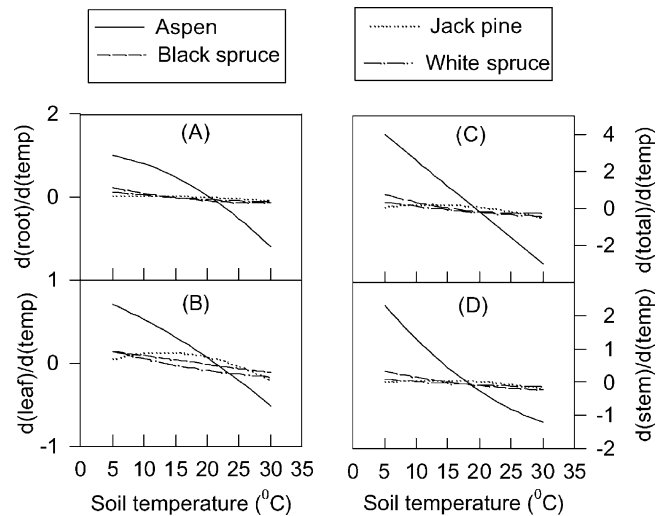 Aspen
Black spruce
Jack pine
White spruce
2
(A)
0
d(root)/d(temp)
(C)
4
2
0
-2
d(total)/d(temp)
1
(B)
0
-1
d(leaf)/d(temp)
(D)
2
1
0
-1
-2
d(stem)/d(temp)
0 5 10 15 20 25 30 35
Soil temperature (⁰C)
0 5 10 15 20 25 30 35
Soil temperature (⁰C)